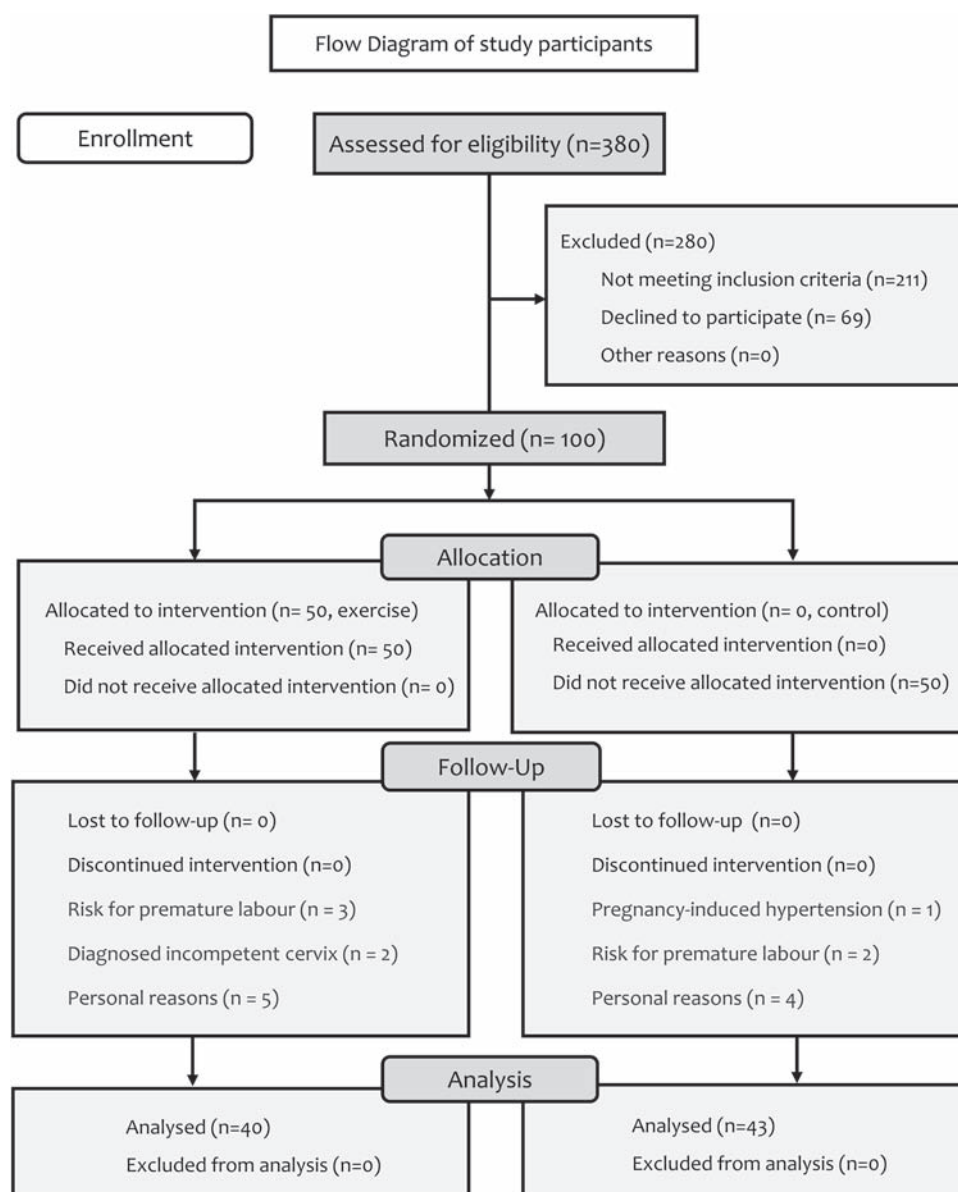 Flow Diagram of study participants
Enrollment
Assessed for eligibility (n=380)
Excluded (n=280)
Not meeting inclusion criteria (n=211)
Declined to participate (n= 69)
Other reasons (n=0)
Randomized (n= 100)
Allocation
Allocated to intervention (n= 50, exercise)
Received allocated intervention (n= 50)
Did not receive allocated intervention (n= 0)
Allocated to intervention (n= 0, control)
Received allocated intervention (n=0)
Did not receive allocated intervention (n=50)
Follow-Up
Lost to follow-up (n= 0)
Discontinued intervention (n=0)
Risk for premature labour (n = 3)
Diagnosed incompetent cervix (n = 2)
Personal reasons (n = 5)
Lost to follow-up (n=0)
Discontinued intervention (n=0)
Pregnancy-induced hypertension (n = 1)
Risk for premature labour (n = 2)
Personal reasons (n = 4)
Analysis
Analysed (n=40)
Excluded from analysis (n=0)
Analysed (n=43)
Excluded from analysis (n=0)